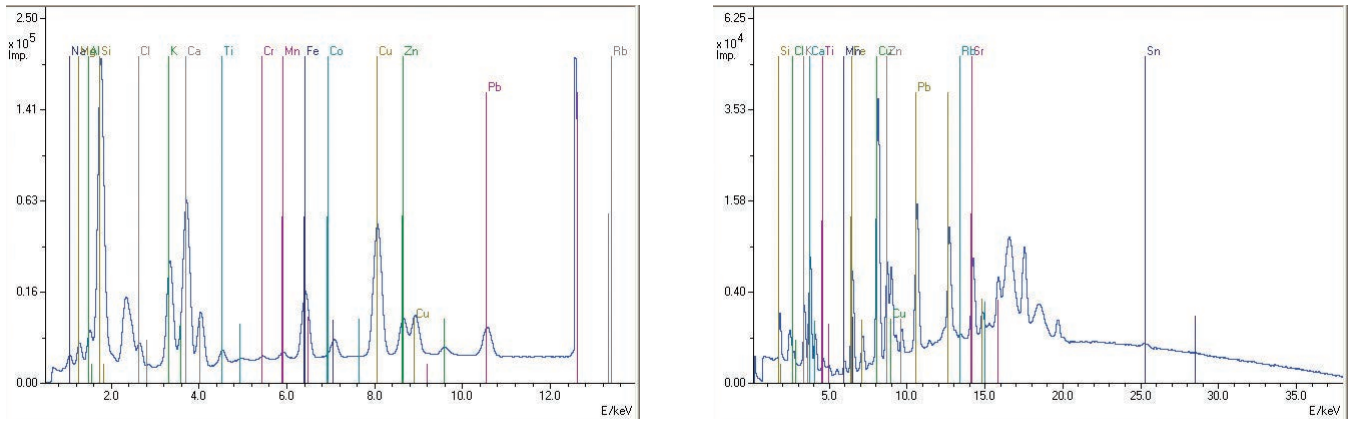 2.50
x 10⁵
Imp.
Na Mg Al Si Cl K Ca Ti Cr Mn Fe Co Cu Zn Rb
Pb
1.41
0.63
0.16
Cu
0.00
2.0 4.0 6.0 8.0 10.0 12.0
E/keV
6.25
x 10⁴
Imp.
Si Cl K Ca Ti Mn Fe Cu Zn Rb Sr Sn
Pb
3.53
1.58
0.40
Cu
0.00
5.0 10.0 15.0 20.0 25.0 30.0 35.0
E/keV